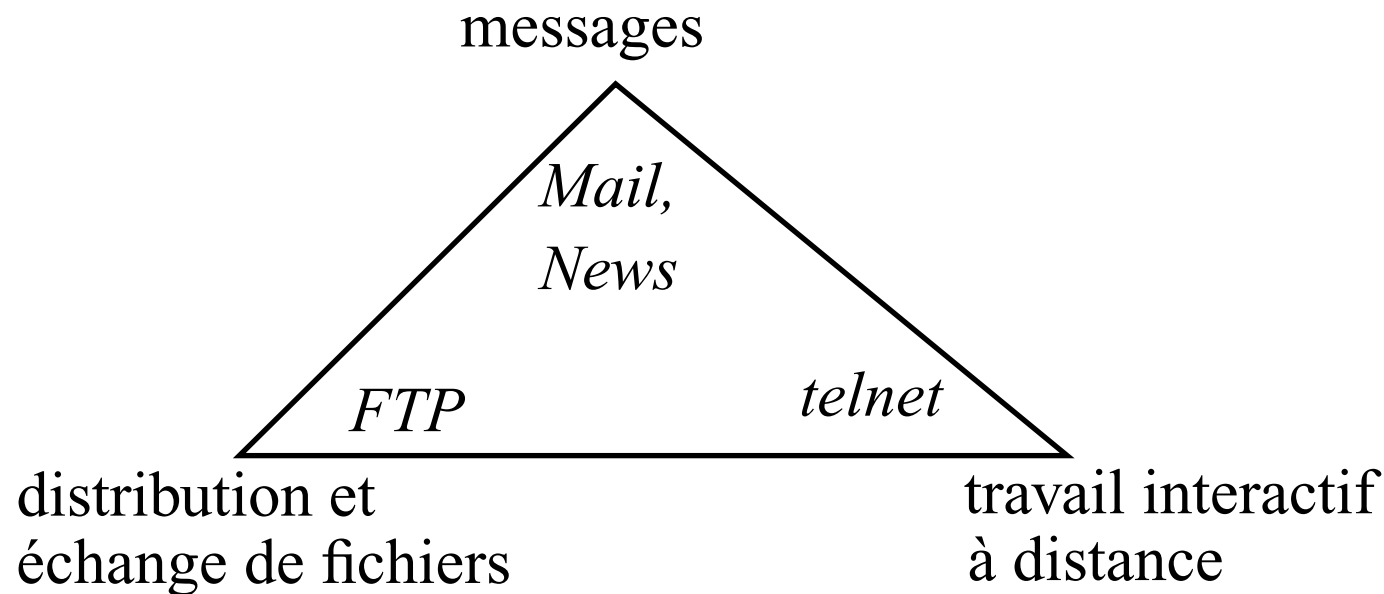 messages
Mail,
News
FTP
telnet
distribution et
échange de fichiers
travail interactif
à distance